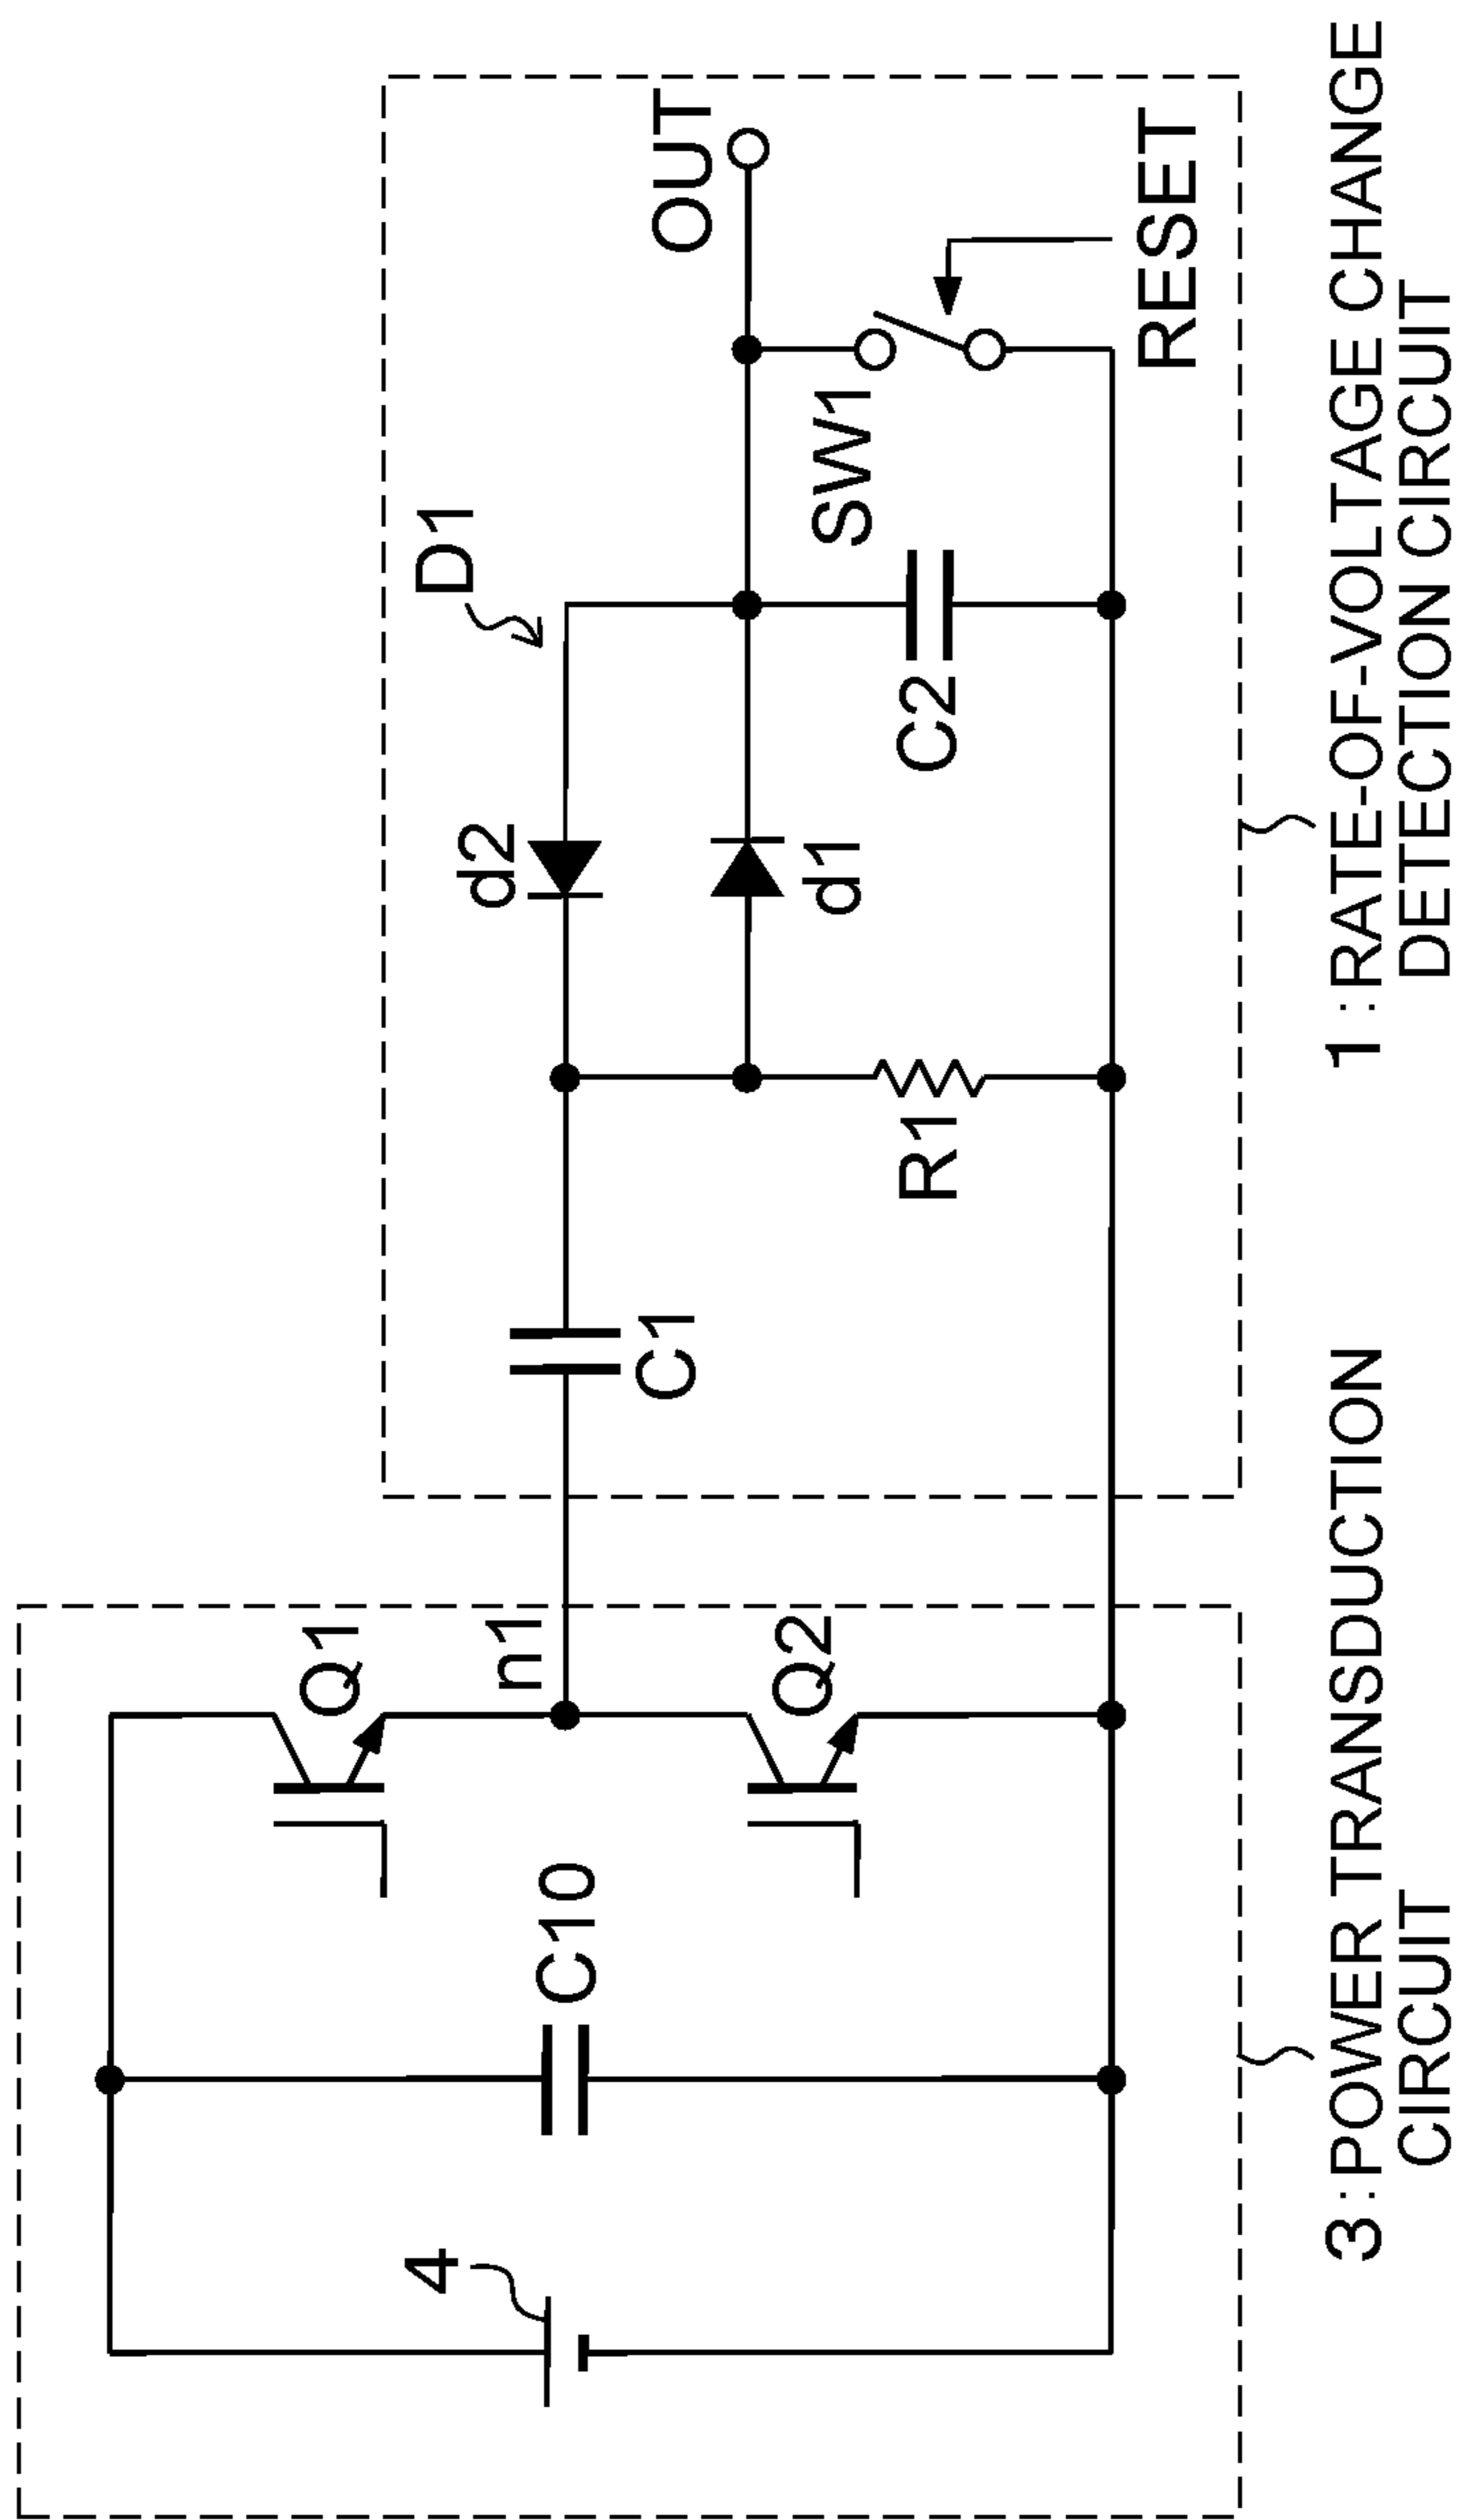 4
C10
Q1
n1
Q2
C1
R1
d2
d1
D1
C2
SW1
OUT
RESET
3:POWER TRANSDUCTION
CIRCUIT
1:RATE-OF-VOLTAGE CHANGE
DETECTION CIRCUIT